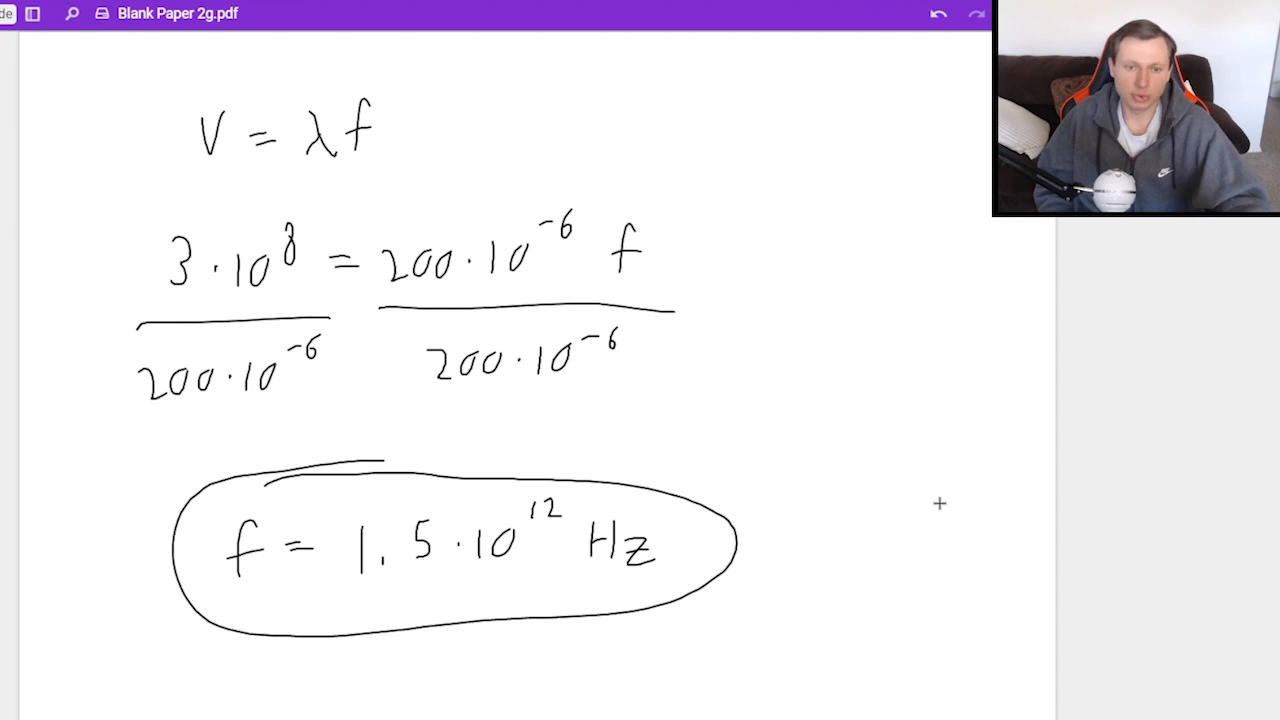 de
Blank Paper 2g.pdf
V = λf
3·10⁸ = 200·10⁻⁶ f
200·10⁻⁶ 200·10⁻⁶
f = 1.5·10¹² Hz